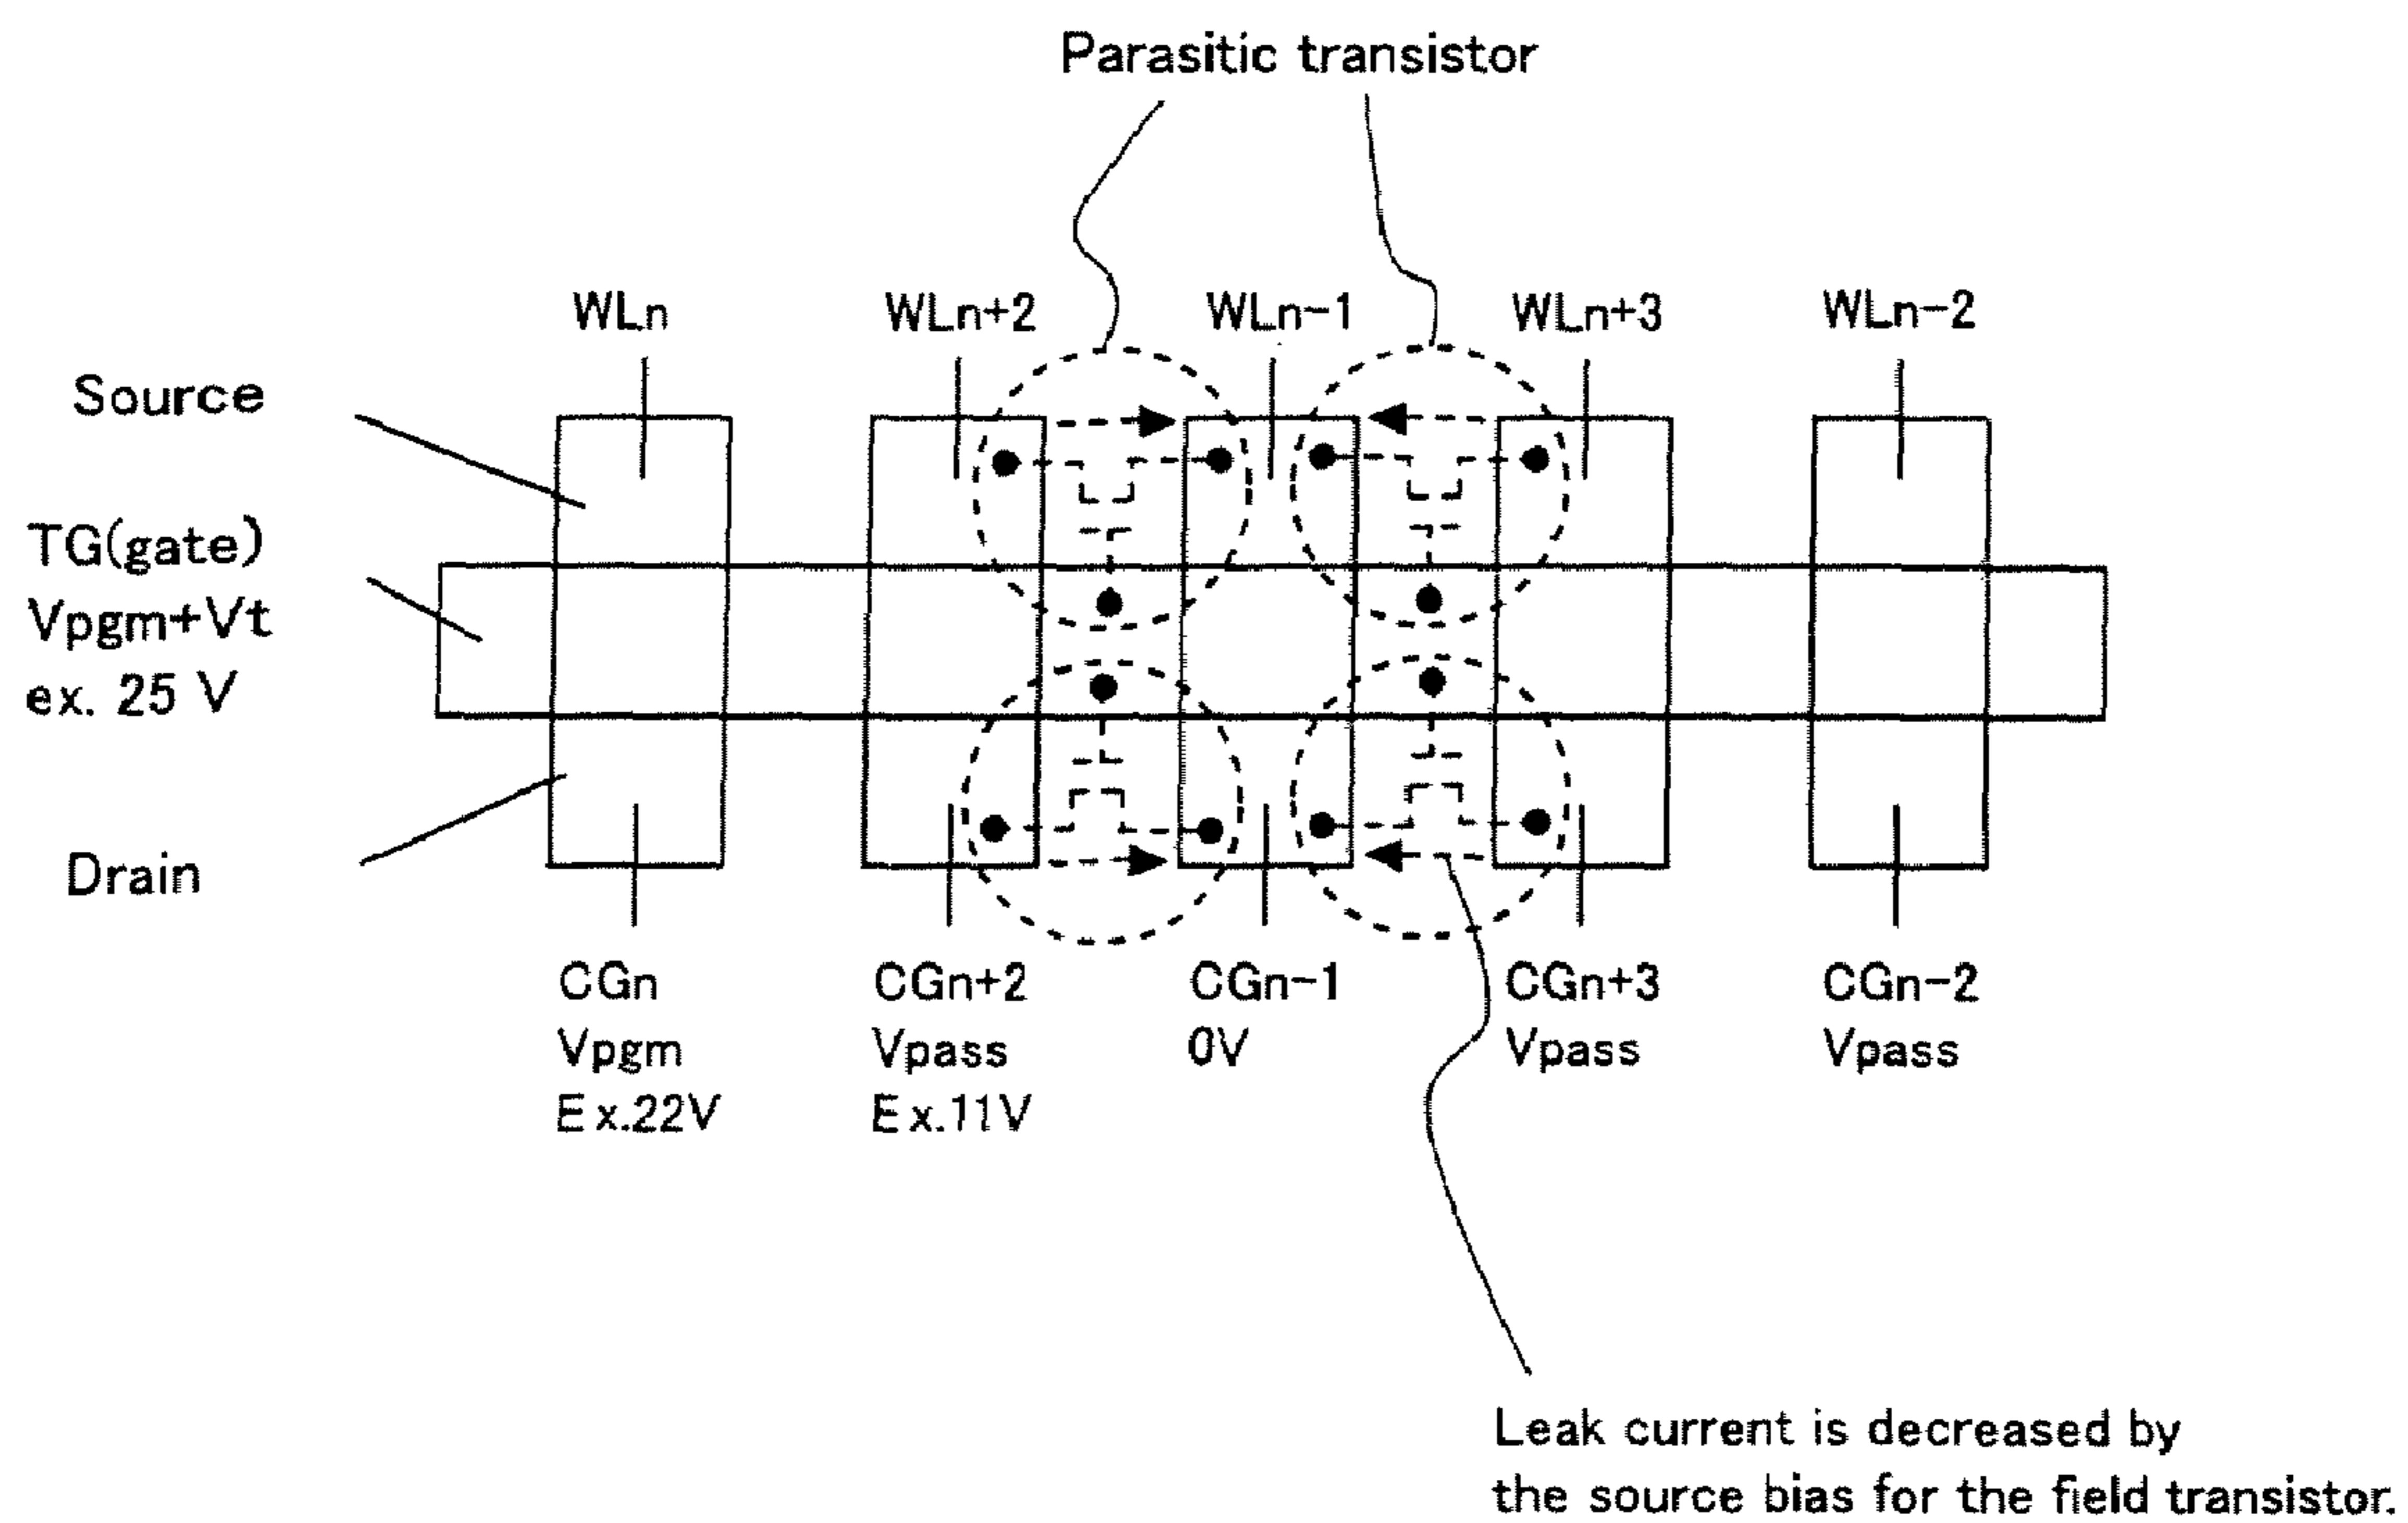 Parasitic transistor
WLn
WLn+2
WLn-1
WLn+3
WLn-2
Source
TG(gate)
Vpgm+Vt
ex. 25 V
Drain
CGn
Vpgm
Ex.22V
CGn+2
Vpass
Ex.11V
CGn-1
0V
CGn+3
Vpass
CGn-2
Vpass
Leak current is decreased by
the source bias for the field transistor.